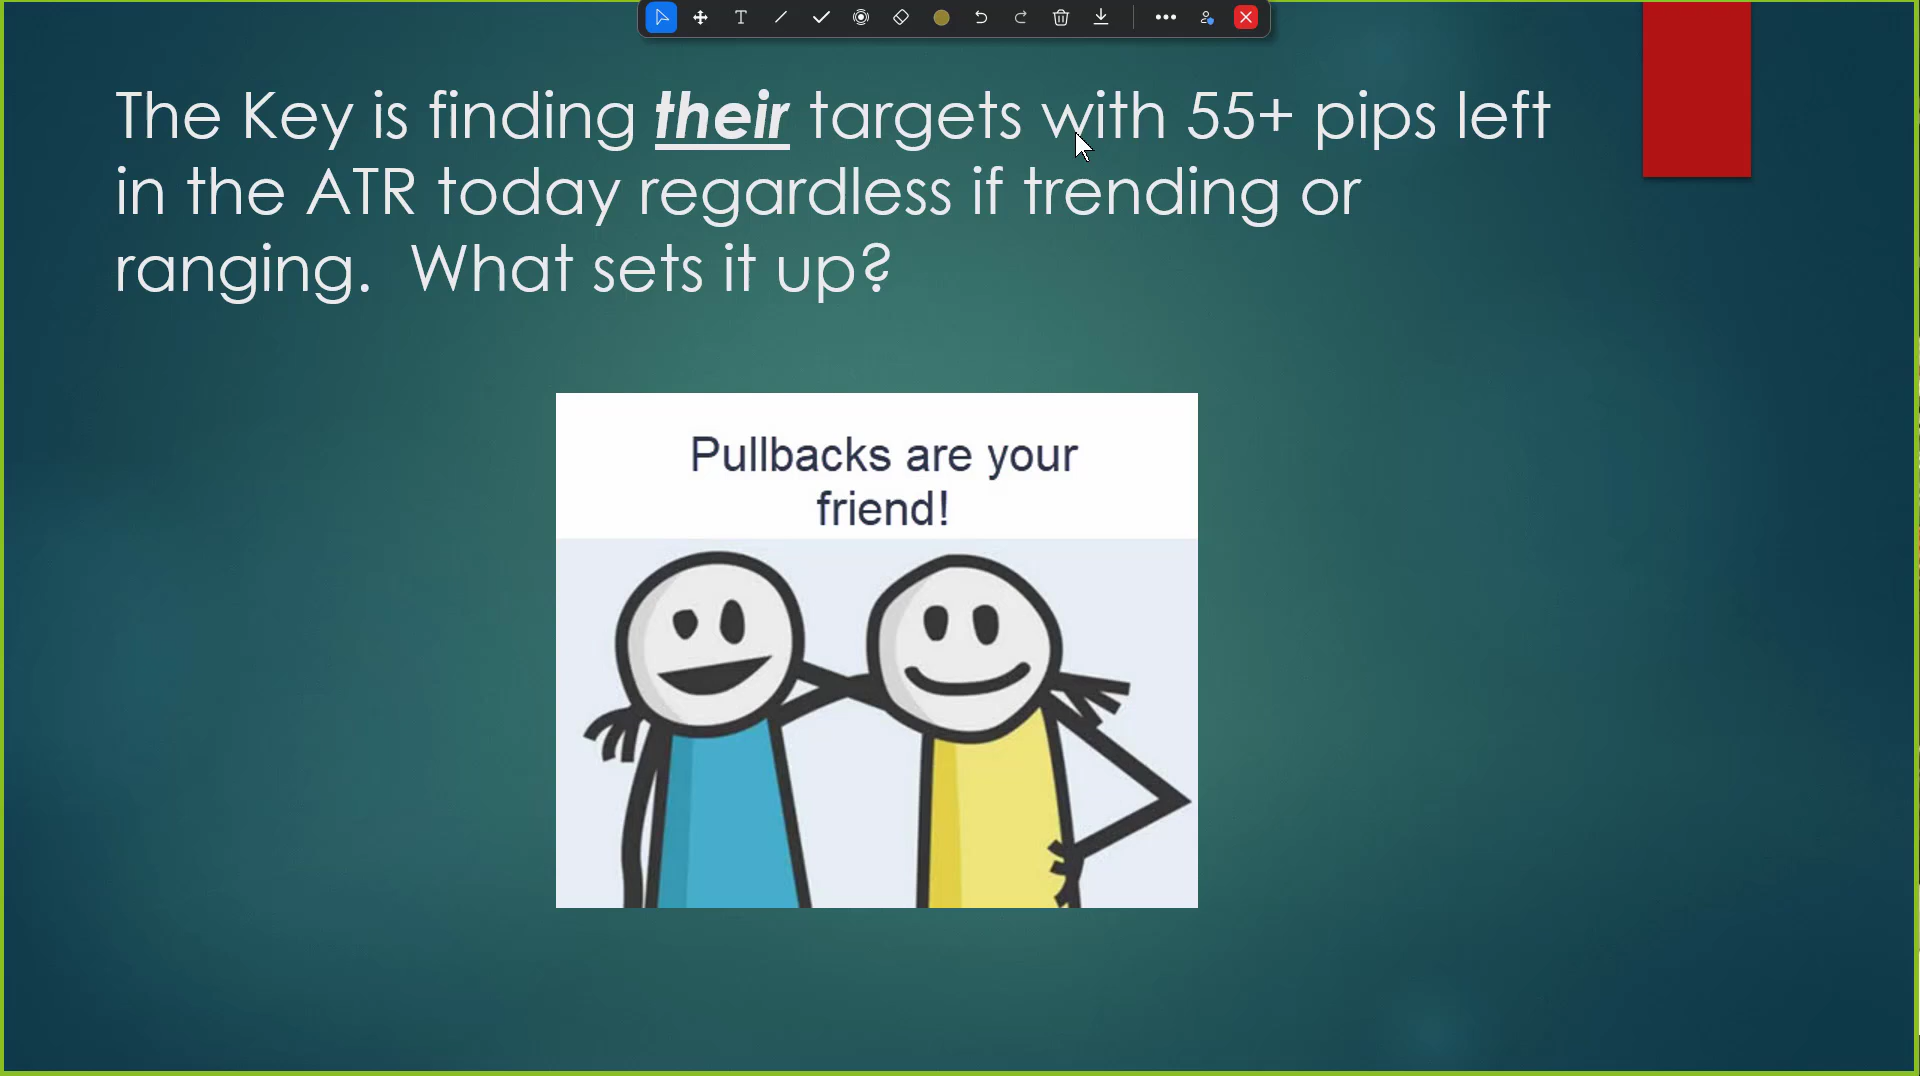 The Key is finding their targets with 55+ pips left
in the ATR today regardless if trending or
ranging.  What sets it up?
Pullbacks are your
friend!